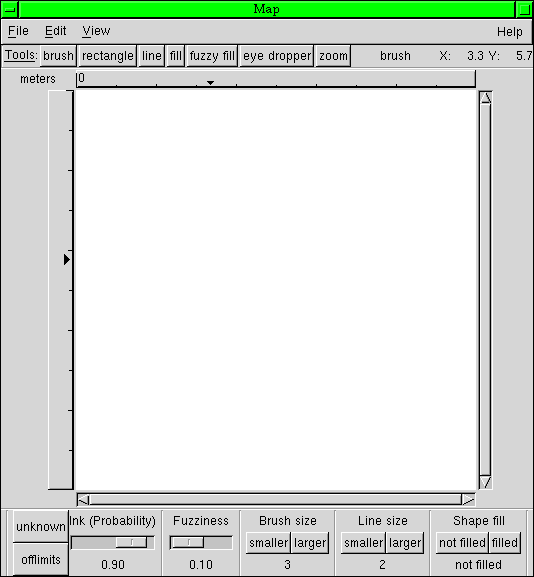 Map
File Edit View Help
Tools: brush rectangle line fill fuzzy fill eye dropper zoom brush X: 3.3 Y: 5.7
meters 0
unknown Ink (Probability) Fuzziness Brush size Line size Shape fill
smaller larger smaller larger not filled filled
offlimits 0.90 0.10 3 2 not filled